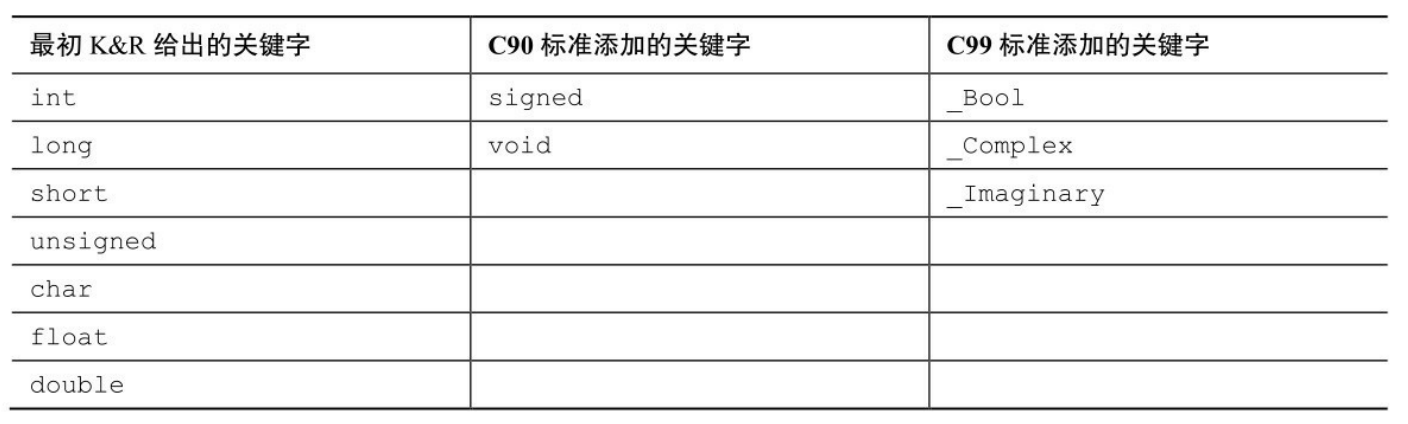 最初 K&R 给出的关键字 C90 标准添加的关键字 C99 标准添加的关键字
int signed _Bool
long void _Complex
short _Imaginary
unsigned
char
float
double